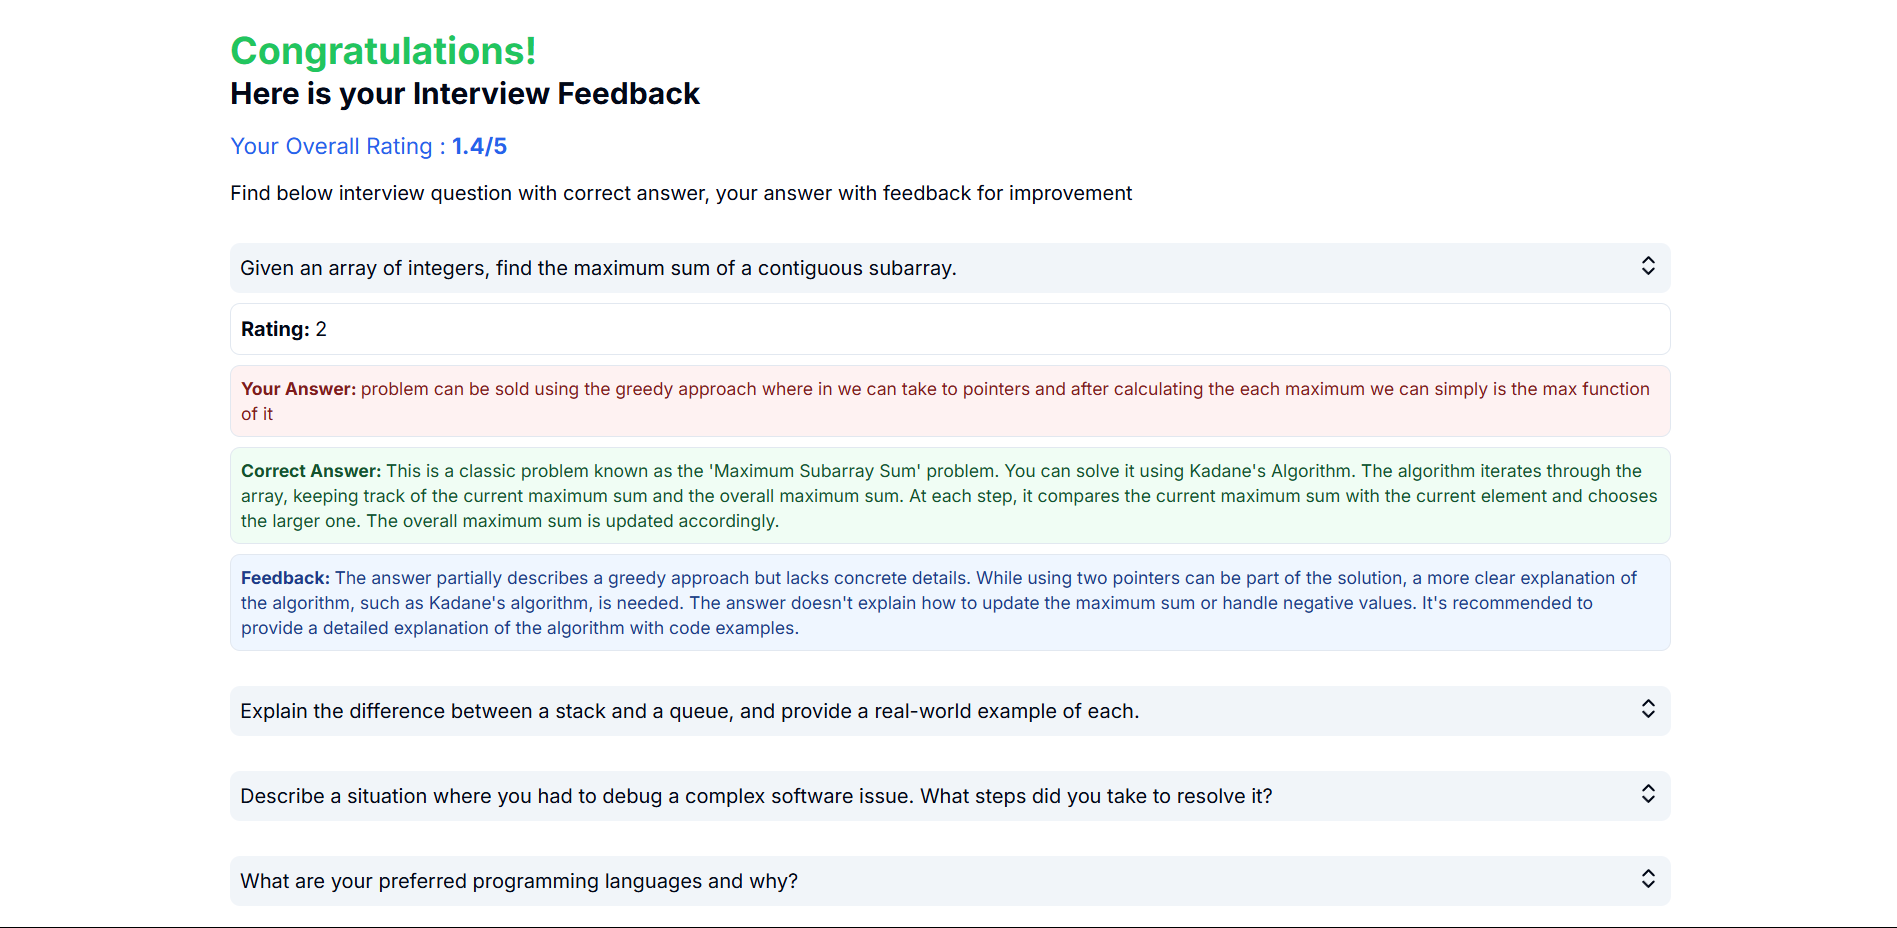 Congratulations!
Here is your Interview Feedback
Your Overall Rating : 1.4/5
Find below interview question with correct answer, your answer with feedback for improvement
Given an array of integers, find the maximum sum of a contiguous subarray.
Rating: 2
Your Answer: problem can be sold using the greedy approach where in we can take to pointers and after calculating the each maximum we can simply is the max function
of it
Correct Answer: This is a classic problem known as the 'Maximum Subarray Sum' problem. You can solve it using Kadane's Algorithm. The algorithm iterates through the
array, keeping track of the current maximum sum and the overall maximum sum. At each step, it compares the current maximum sum with the current element and chooses
the larger one. The overall maximum sum is updated accordingly.
Feedback: The answer partially describes a greedy approach but lacks concrete details. While using two pointers can be part of the solution, a more clear explanation of
the algorithm, such as Kadane's algorithm, is needed. The answer doesn't explain how to update the maximum sum or handle negative values. It's recommended to
provide a detailed explanation of the algorithm with code examples.
Explain the difference between a stack and a queue, and provide a real-world example of each.
Describe a situation where you had to debug a complex software issue. What steps did you take to resolve it?
What are your preferred programming languages and why?